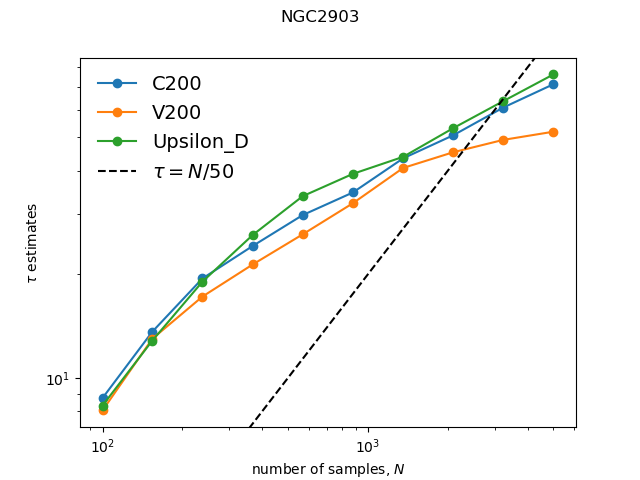 NGC2903
C200
V200
Upsilon_D
τ = N/50
τ estimates
10¹
10² 10³
number of samples, N